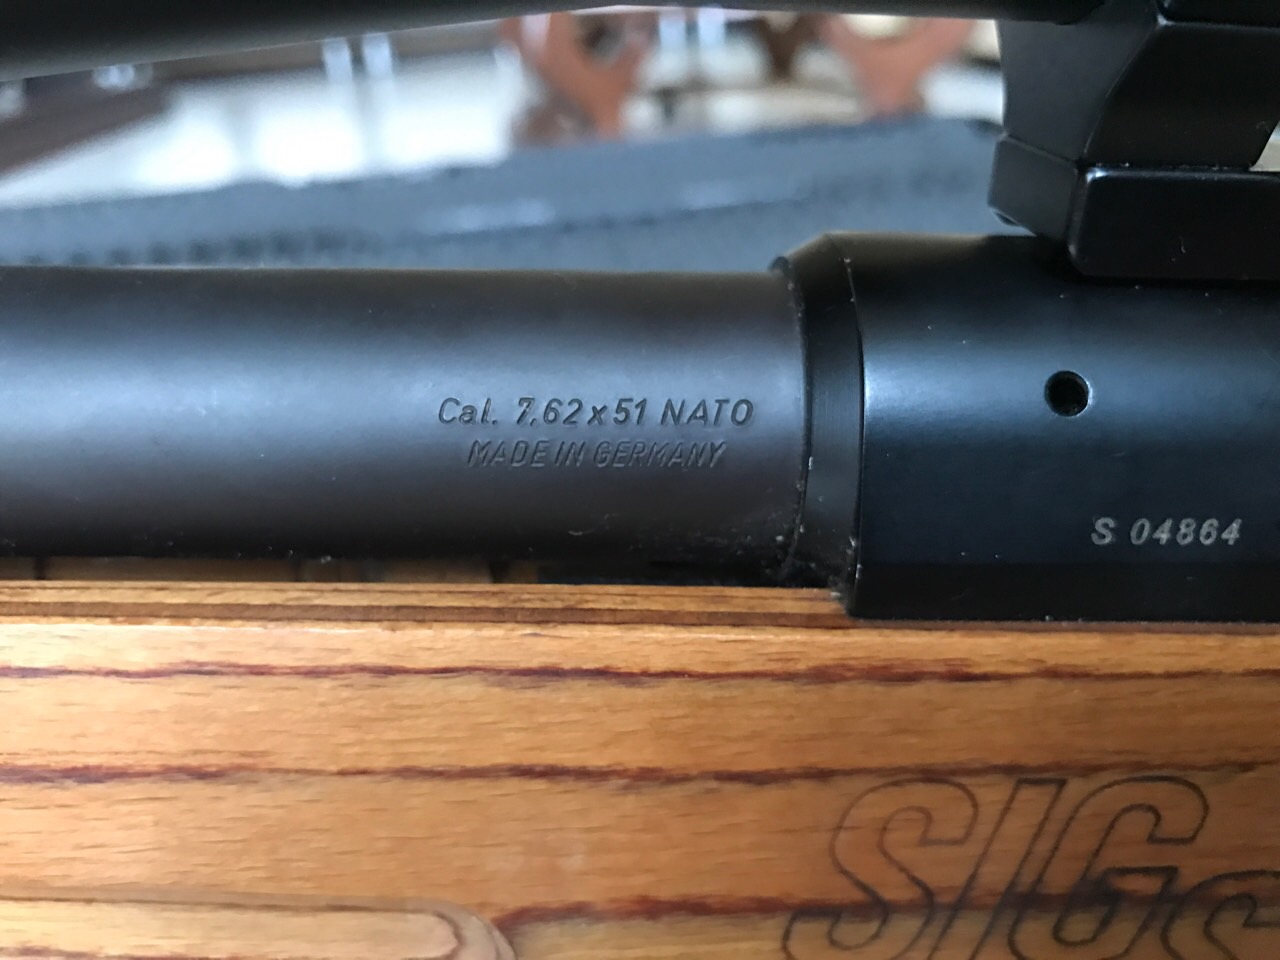 Cal. 7,62x51 NATO
MADE IN GERMANY
S 04864
SIG